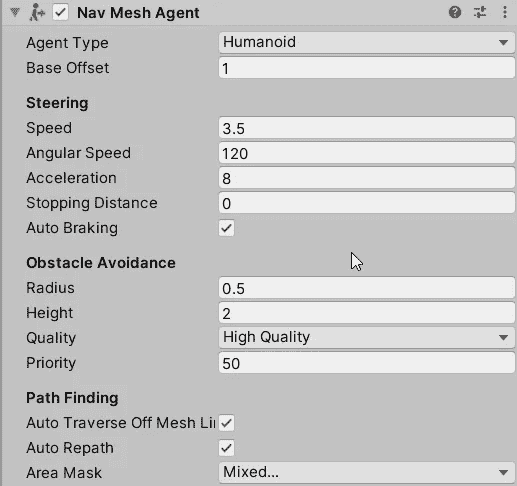 Nav Mesh Agent
Agent Type Humanoid
Base Offset 1
Steering
Speed 3.5
Angular Speed 120
Acceleration 8
Stopping Distance 0
Auto Braking
Obstacle Avoidance
Radius 0.5
Height 2
Quality High Quality
Priority 50
Path Finding
Auto Traverse Off Mesh Li
Auto Repath
Area Mask Mixed...